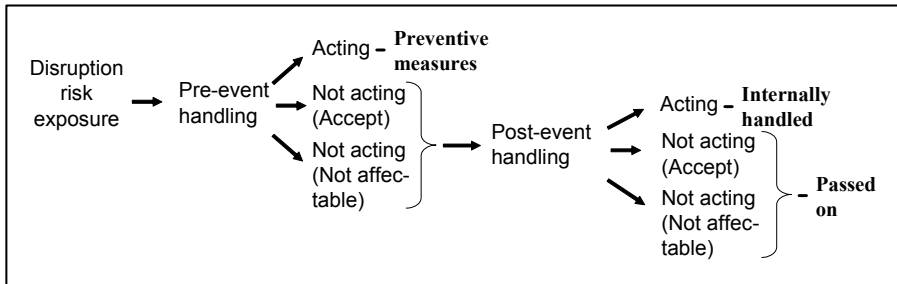 Disruption
risk
exposure
Pre-event
handling
Acting – Preventive
measures
Not acting
(Accept)
Not acting
(Not affec-
table)
Post-event
handling
Acting – Internally
handled
Not acting
(Accept)
Not acting
(Not affec-
table)
– Passed
on